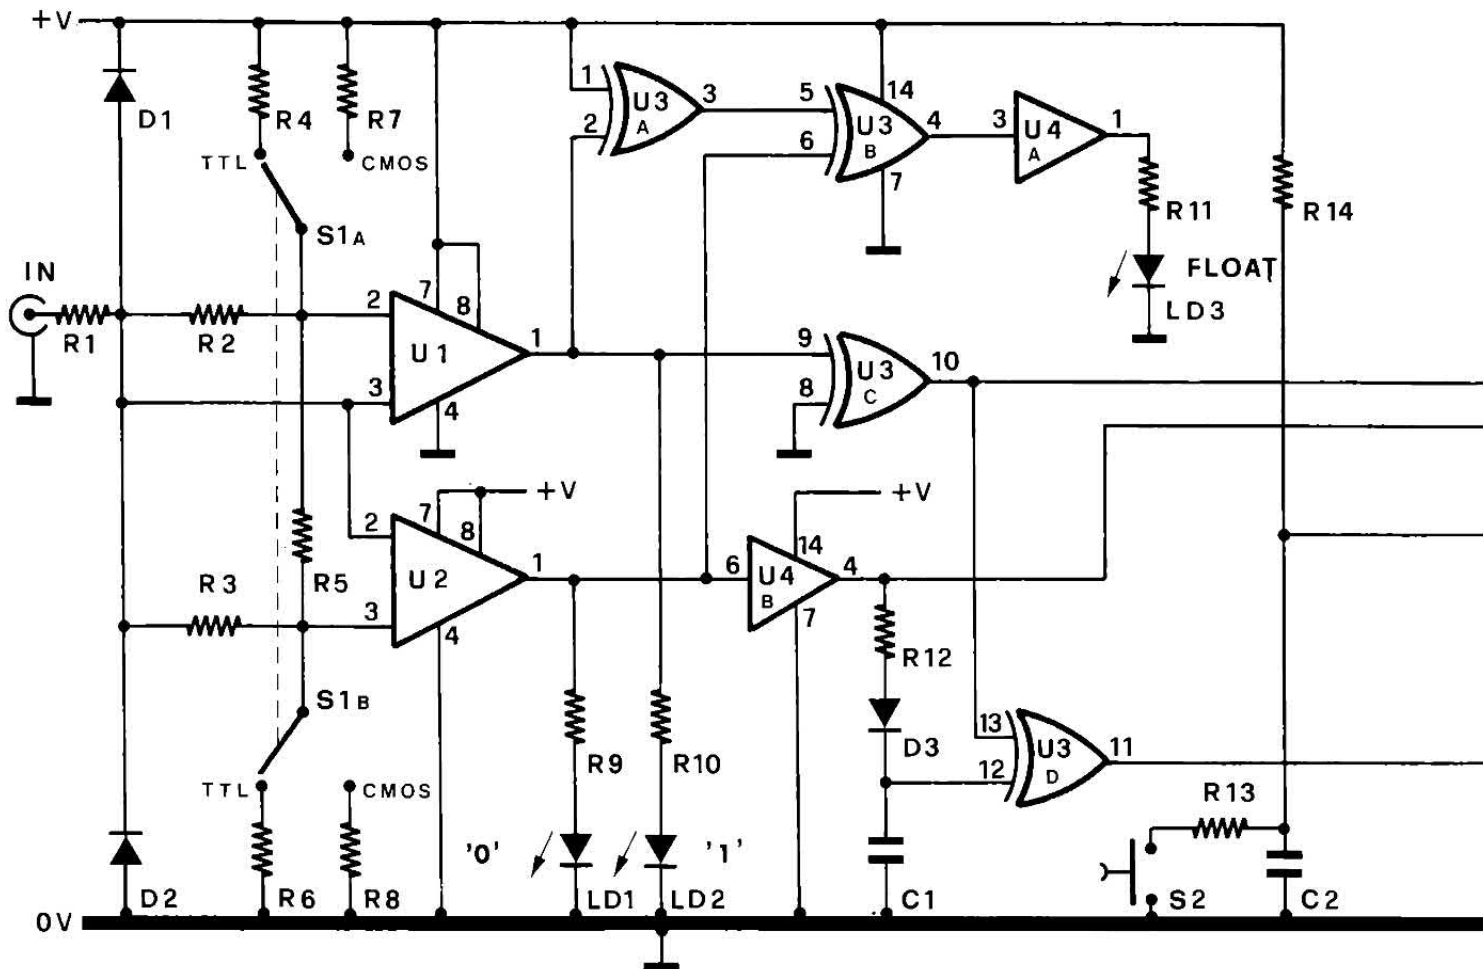 +V
D1
R4
R7
TTL
CMOS
S1A
IN
R1
R2
2
3
7
8
U1
1
4
1
2
U3
A
3
5
6
14
U3
B
7
4
3
U4
A
1
R11
FLOAT
LD3
R14
9
8
U3
C
10
+V
2
3
7
8
U2
1
4
R3
R5
S1B
+V
6
14
U4
B
7
4
R12
D3
13
12
U3
D
11
R13
TTL
CMOS
R9
R10
'0'
'1'
D2
R6
R8
LD1
LD2
C1
S2
C2
0V